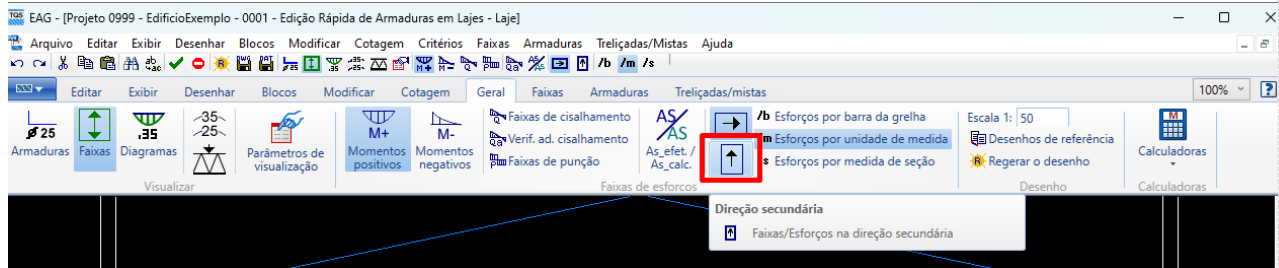 TQS EAG - [Projeto 0999 - EdificioExemplo - 0001 - Edição Rápida de Armaduras em Lajes - Laje]
Arquivo Editar Exibir Desenhar Blocos Modificar Cotagem Critérios Faixas Armaduras Treliçadas/Mistas Ajuda
/b /m /s
Editar Exibir Desenhar Blocos Modificar Cotagem Geral Faixas Armaduras Treliçadas/mistas 100%
ø 25
Armaduras
Faixas
.35
Diagramas
35
25
Parâmetros de
visualização
Visualizar
M+
Momentos
positivos
M-
Momentos
negativos
Faixas de cisalhamento
Verif. ad. cisalhamento
Faixas de punção
AS/AS
As_efet. /
As_calc.
/b Esforços por barra da grelha
m Esforços por unidade de medida
s Esforços por medida de seção
Faixas de esforcos
Escala 1: 50
Desenhos de referência
Regerar o desenho
Desenho
M
Calculadoras
Calculadoras
Direção secundária
Faixas/Esforços na direção secundária